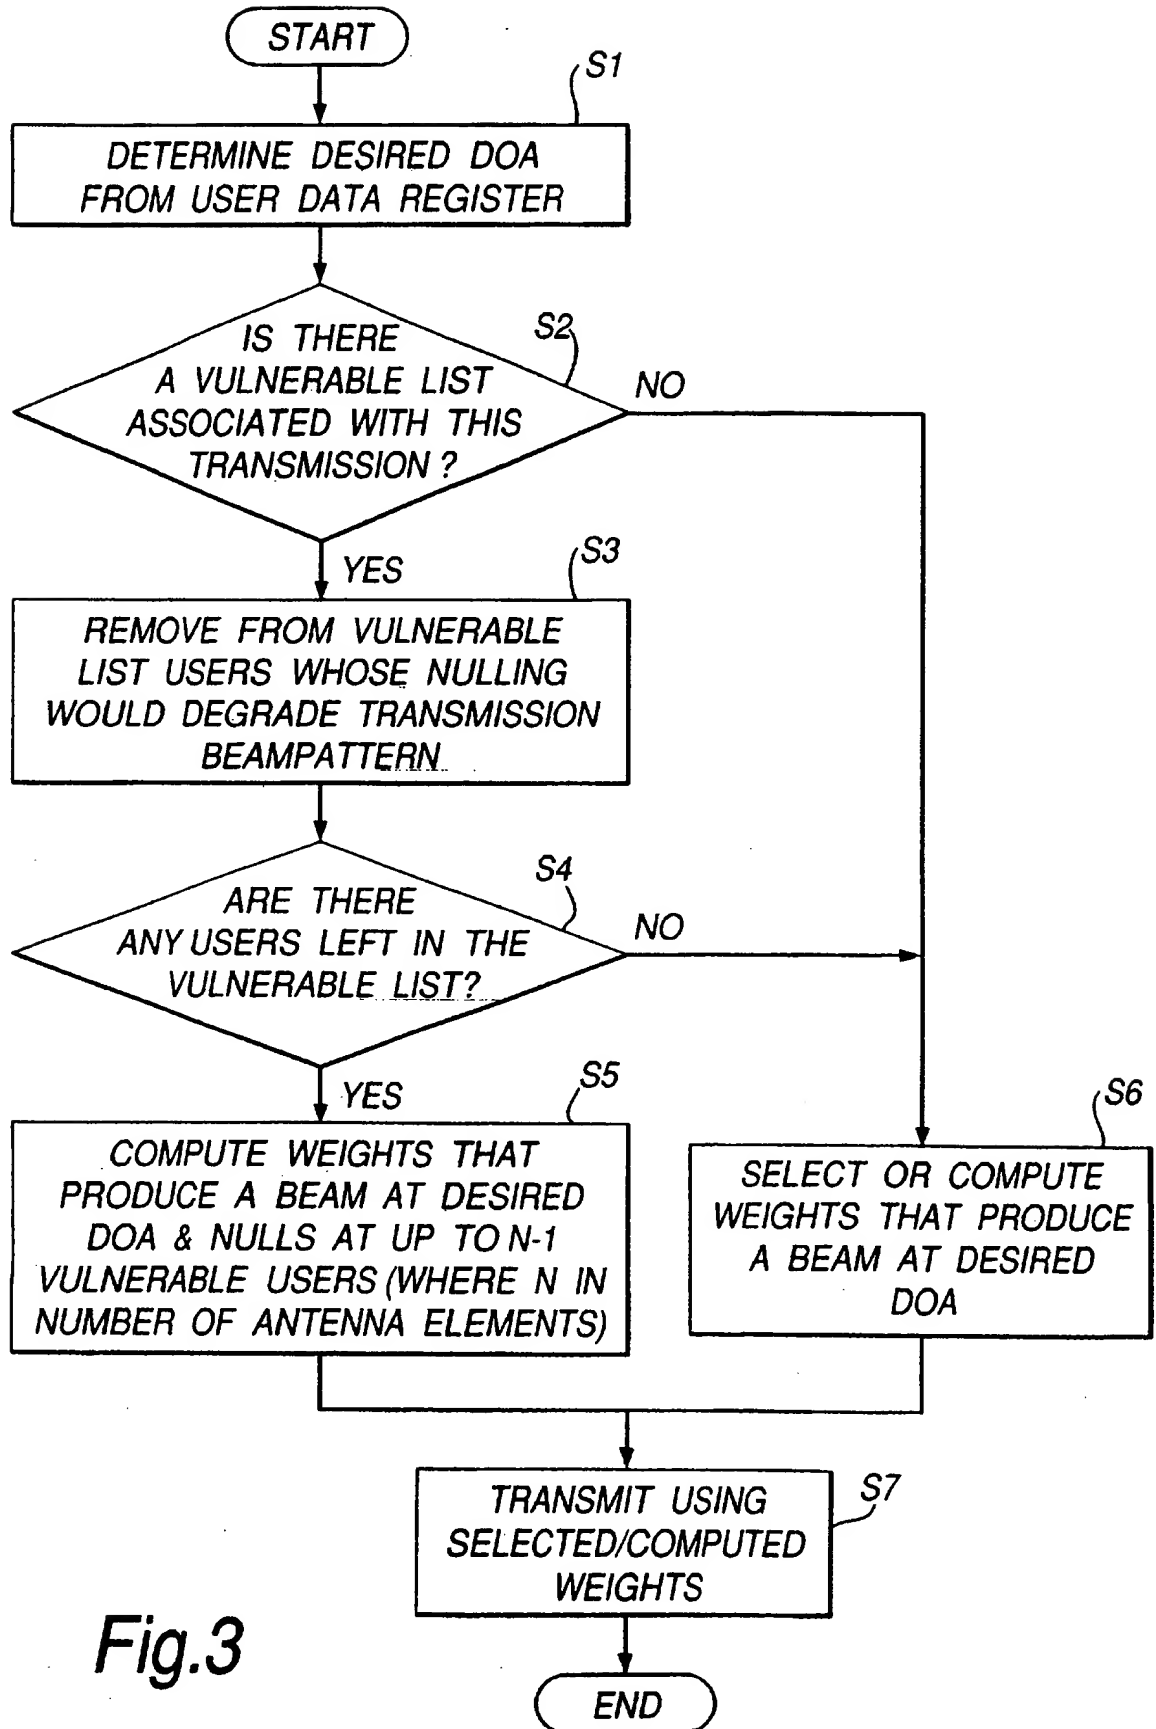 START
S1
DETERMINE DESIRED DOA
FROM USER DATA REGISTER
S2
IS THERE
A VULNERABLE LIST
ASSOCIATED WITH THIS
TRANSMISSION?
NO
YES
S3
REMOVE FROM VULNERABLE
LIST USERS WHOSE NULLING
WOULD DEGRADE TRANSMISSION
BEAMPATTERN
S4
ARE THERE
ANY USERS LEFT IN THE
VULNERABLE LIST?
NO
YES
S5
COMPUTE WEIGHTS THAT
PRODUCE A BEAM AT DESIRED
DOA & NULLS AT UP TO N-1
VULNERABLE USERS (WHERE N IN
NUMBER OF ANTENNA ELEMENTS)
S6
SELECT OR COMPUTE
WEIGHTS THAT PRODUCE
A BEAM AT DESIRED
DOA
S7
TRANSMIT USING
SELECTED/COMPUTED
WEIGHTS
END
Fig.3